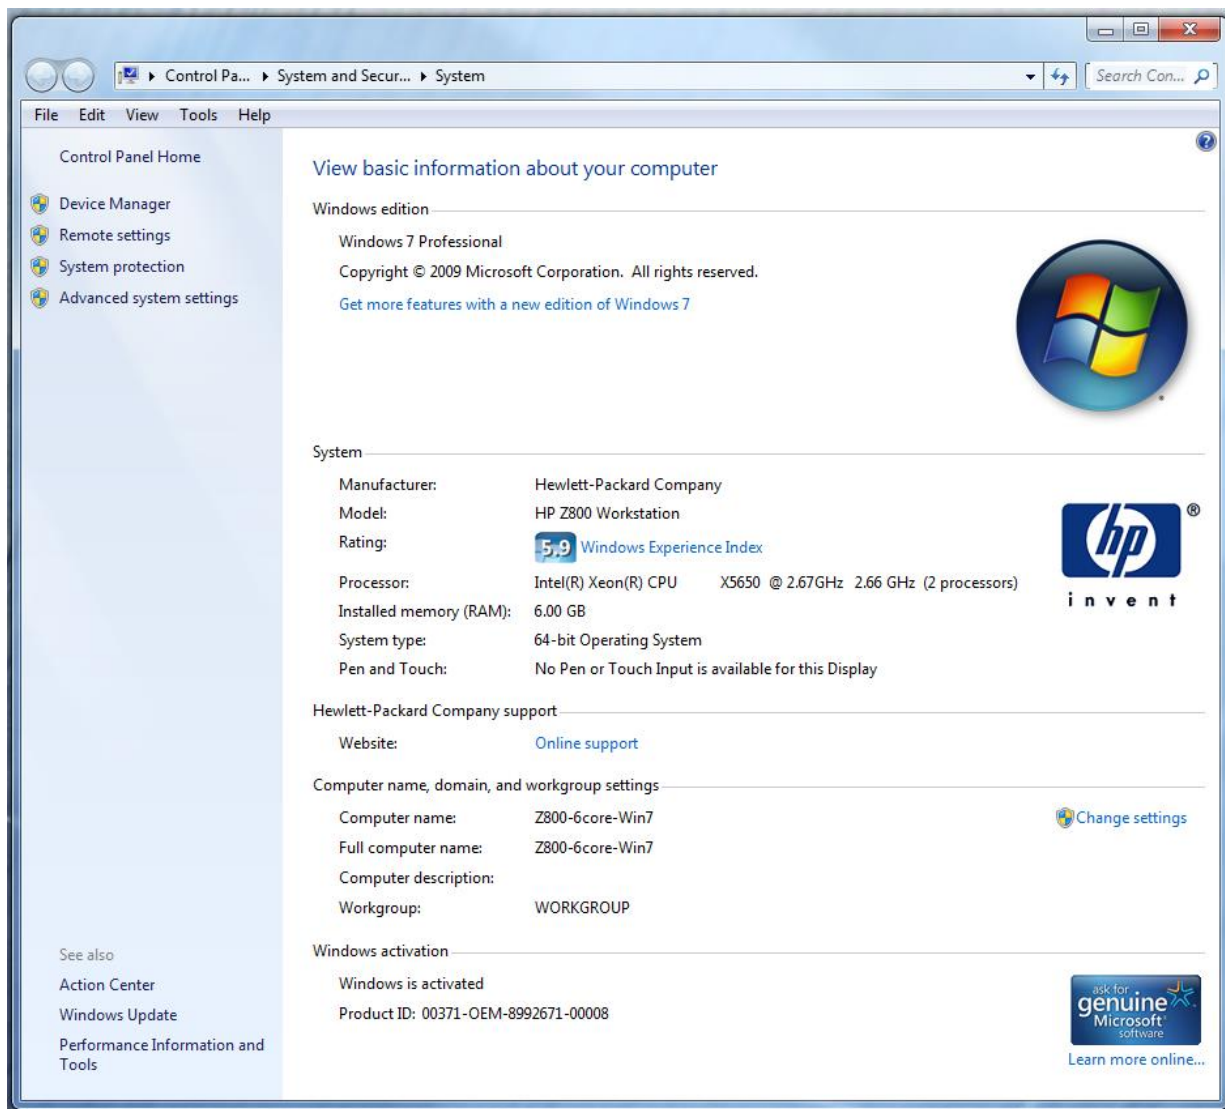 Control Pa... System and Secur... System
Search Con...
File Edit View Tools Help
Control Panel Home
Device Manager
Remote settings
System protection
Advanced system settings
See also
Action Center
Windows Update
Performance Information and
Tools
View basic information about your computer
Windows edition
Windows 7 Professional
Copyright © 2009 Microsoft Corporation. All rights reserved.
Get more features with a new edition of Windows 7
System
Manufacturer: Hewlett-Packard Company
Model: HP Z800 Workstation
Rating: 5.9 Windows Experience Index
Processor: Intel(R) Xeon(R) CPU X5650 @ 2.67GHz 2.66 GHz (2 processors)
Installed memory (RAM): 6.00 GB
System type: 64-bit Operating System
Pen and Touch: No Pen or Touch Input is available for this Display
hp ®
invent
Hewlett-Packard Company support
Website: Online support
Computer name, domain, and workgroup settings
Computer name: Z800-6core-Win7
Change settings
Full computer name: Z800-6core-Win7
Computer description:
Workgroup: WORKGROUP
Windows activation
Windows is activated
Product ID: 00371-OEM-8992671-00008
ask for
genuine
Microsoft
software
Learn more online...